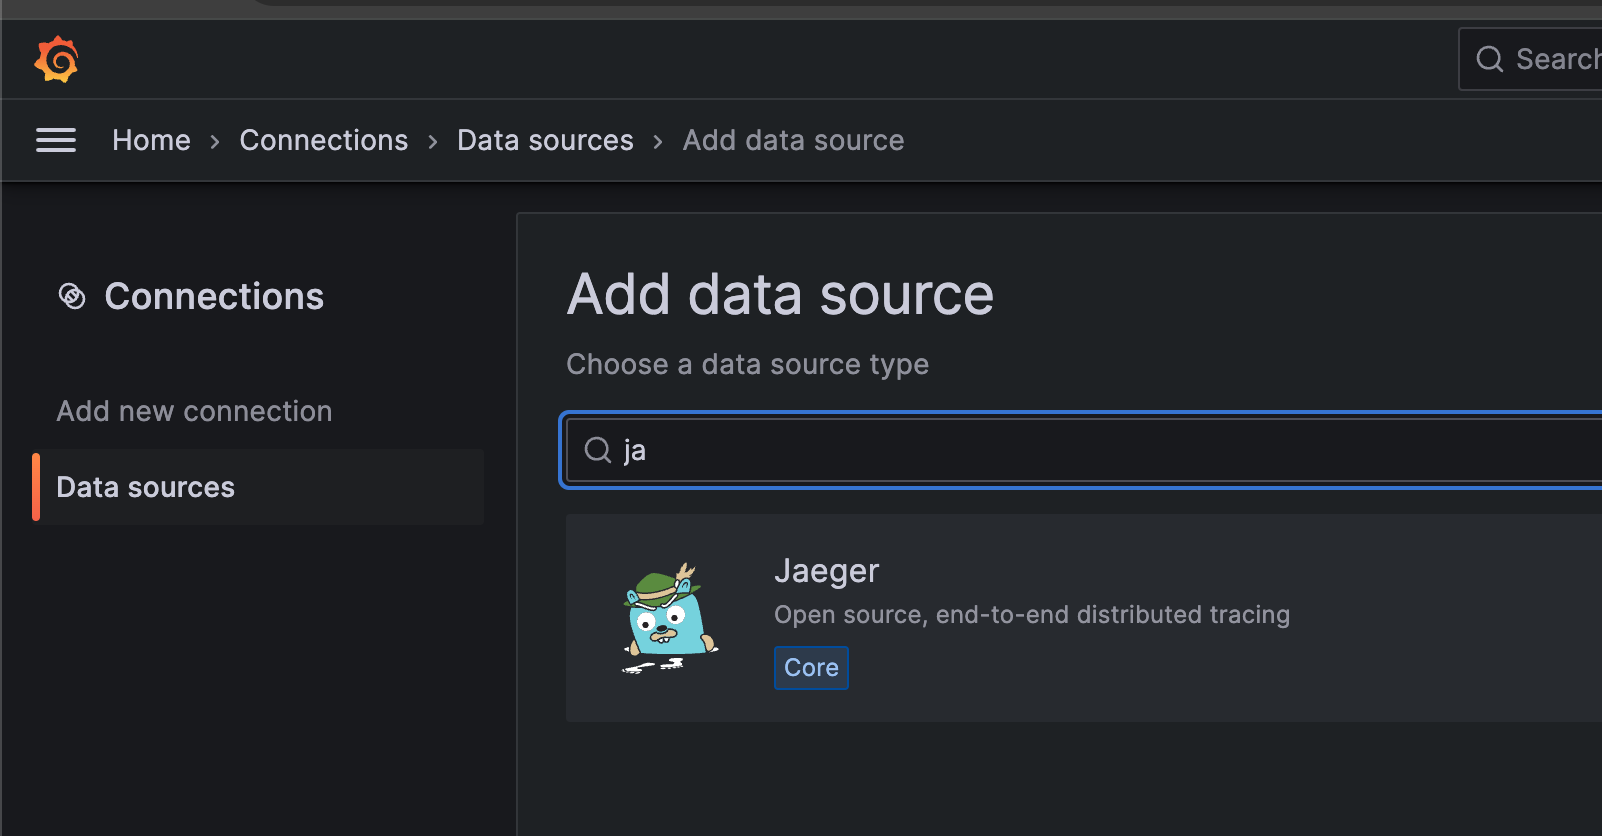 Search
Home › Connections › Data sources › Add data source
Connections
Add new connection
Data sources
Add data source
Choose a data source type
ja
Jaeger
Open source, end-to-end distributed tracing
Core